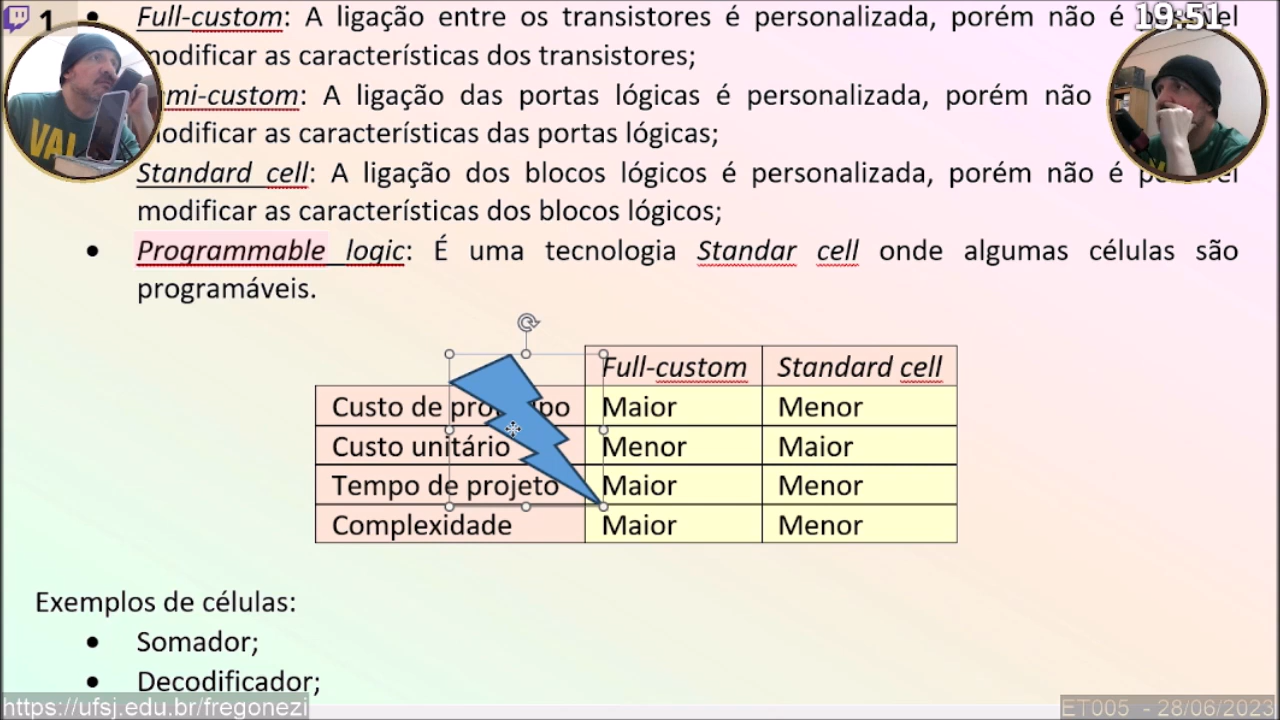 1
19:51
Full-custom: A ligação entre os transistores é personalizada, porém não é
modificar as características dos transistores;
mi-custom: A ligação das portas lógicas é personalizada, porém não
modificar as características das portas lógicas;
Standard cell: A ligação dos blocos lógicos é personalizada, porém não é
modificar as características dos blocos lógicos;
Programmable logic: É uma tecnologia Standar cell onde algumas células são
programáveis.
Full-custom Standard cell
Custo de Maior Menor
Custo unitário Menor Maior
Tempo de projeto Maior Menor
Complexidade Maior Menor
Exemplos de células:
Somador;
Decodificador;
https://ufsj.edu.br/fregonezi
ET005 - 28/06/2023